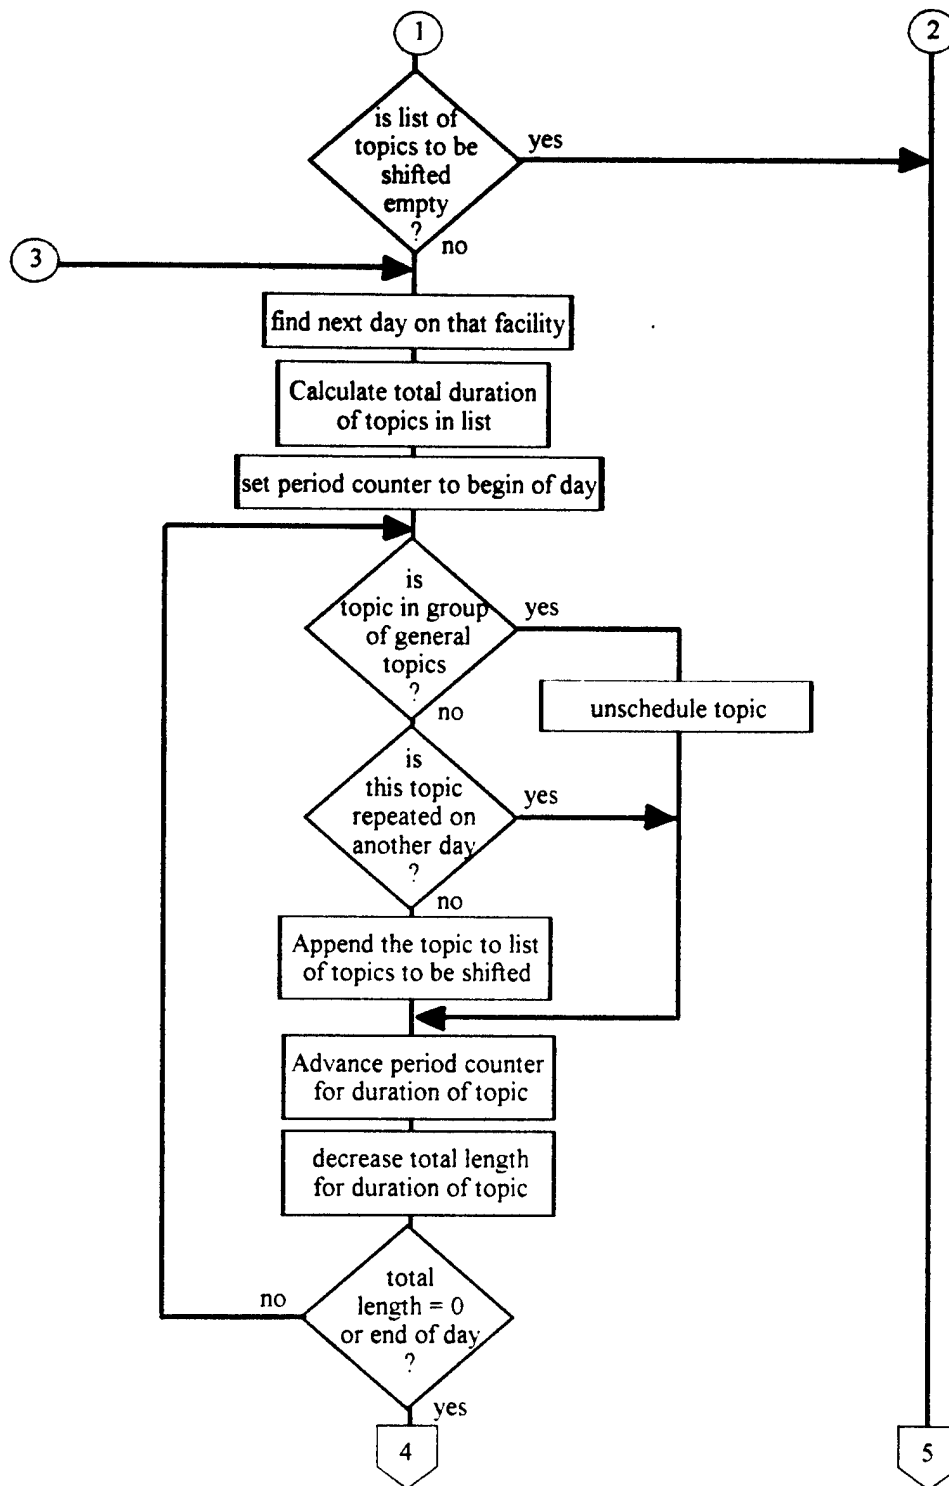 1
2
is list of
topics to be
shifted
empty
?
yes
no
3
find next day on that facility
Calculate total duration
of topics in list
set period counter to begin of day
is
topic in group
of general
topics
?
yes
no
unschedule topic
is
this topic
repeated on
another day
?
yes
no
Append the topic to list
of topics to be shifted
Advance period counter
for duration of topic
decrease total length
for duration of topic
total
length = 0
or end of day
?
no
yes
4
5